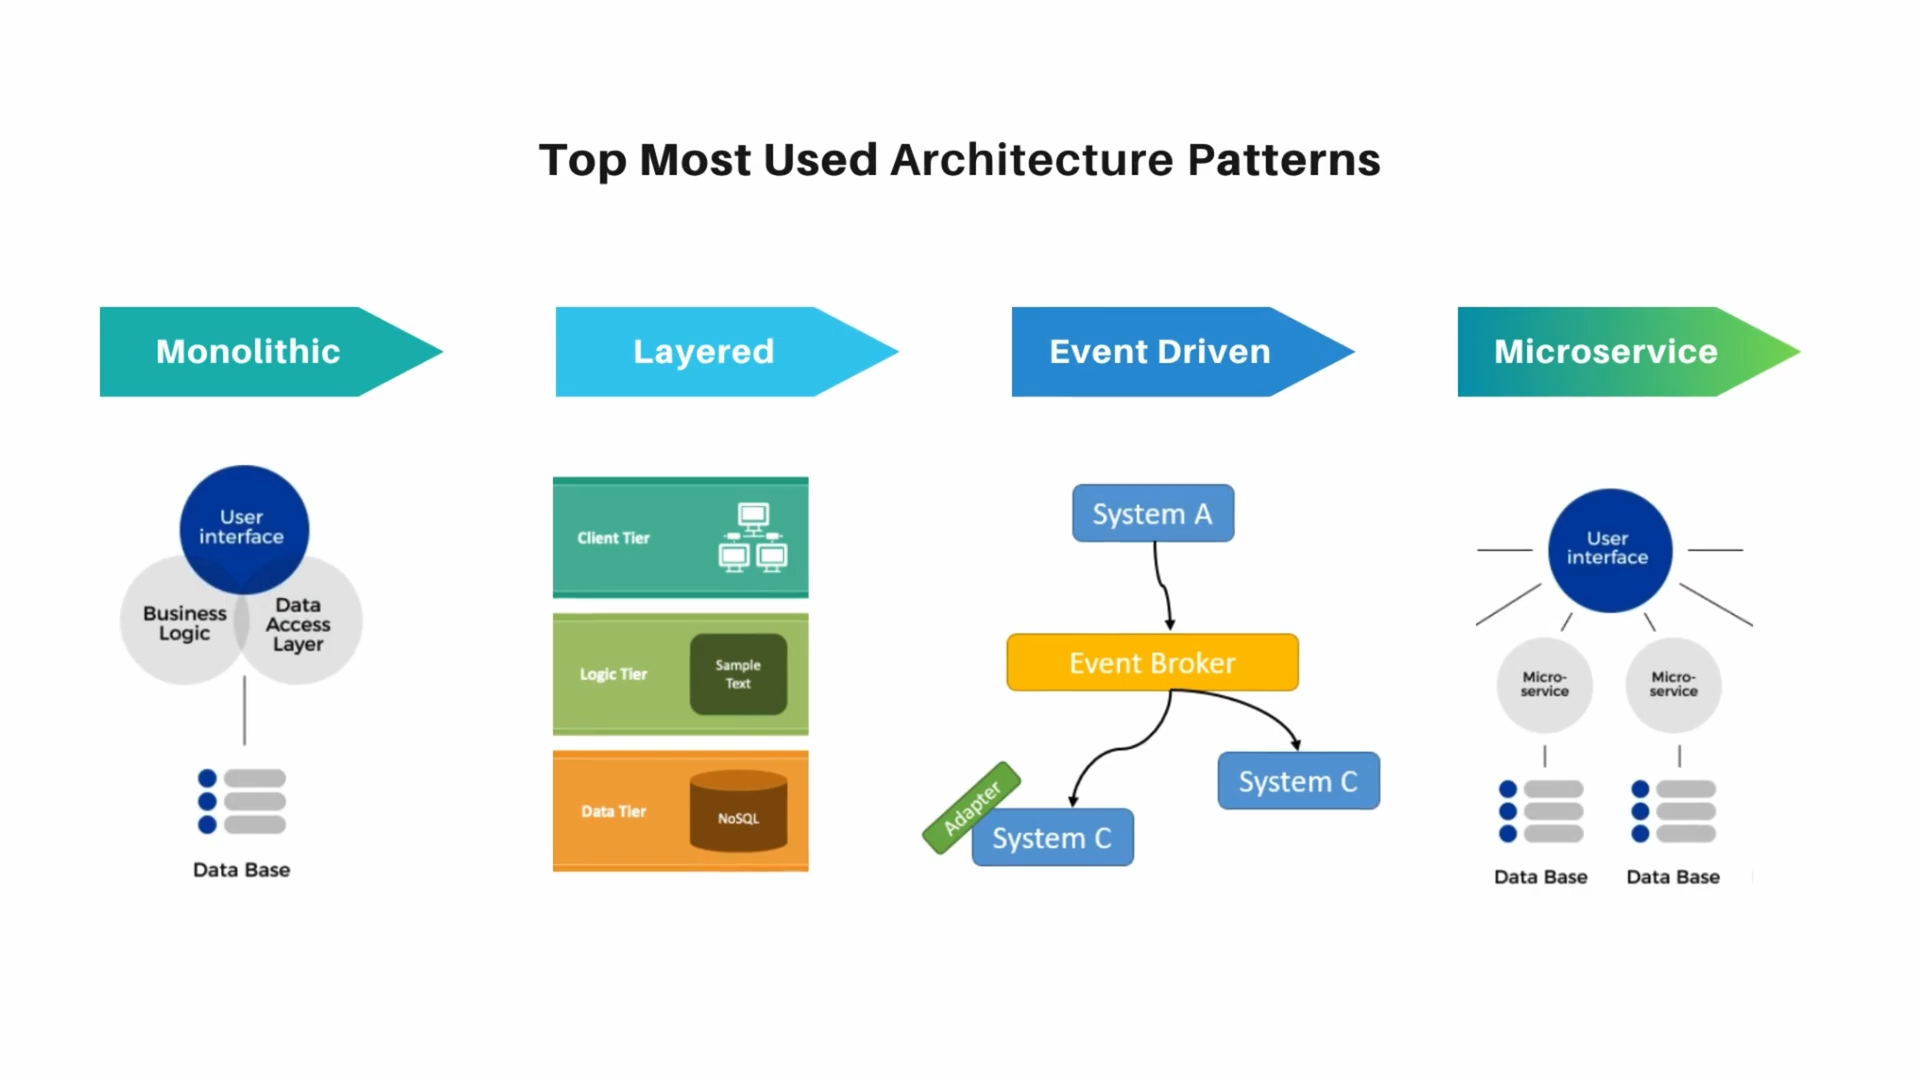 Top Most Used Architecture Patterns
Monolithic
Layered
Event Driven
Microservice
User
interface
Business
Logic
Data
Access
Layer
Data Base
Client Tier
Logic Tier
Sample
Text
Data Tier
NoSQL
System A
Event Broker
System C
Adapter
System C
User
interface
Micro-
service
Micro-
service
Data Base
Data Base